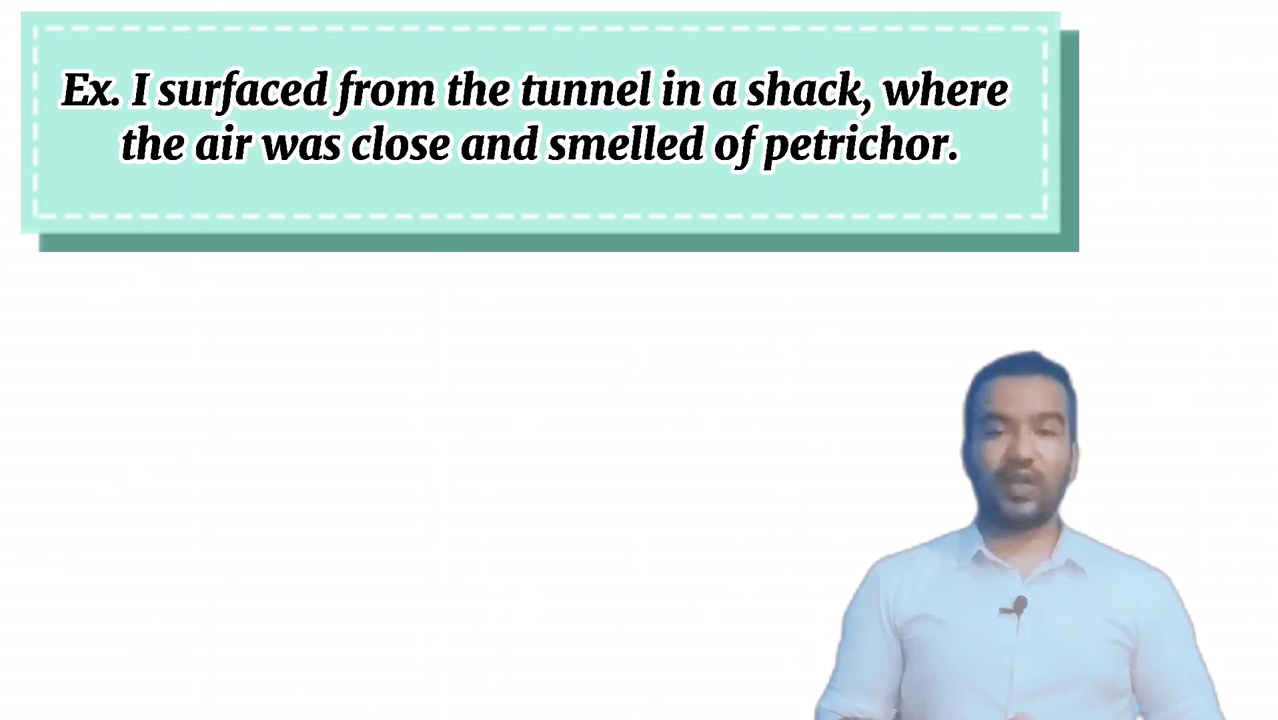 Ex. I surfaced from the tunnel in a shack, where
the air was close and smelled of petrichor.